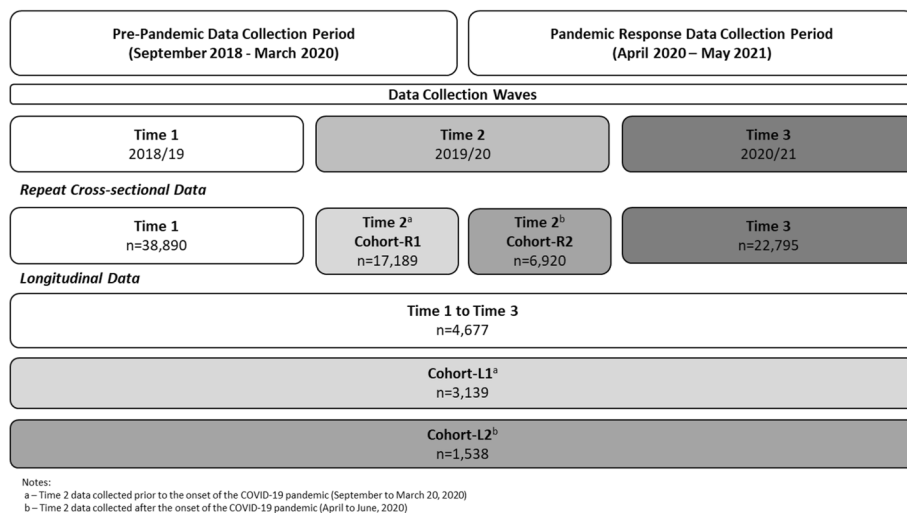 Pre-Pandemic Data Collection Period
(September 2018 - March 2020)
Pandemic Response Data Collection Period
(April 2020 – May 2021)
Data Collection Waves
Time 1
2018/19
Time 2
2019/20
Time 3
2020/21
Repeat Cross-sectional Data
Time 1
n=38,890
Time 2ᵃ
Cohort-R1
n=17,189
Time 2ᵇ
Cohort-R2
n=6,920
Time 3
n=22,795
Longitudinal Data
Time 1 to Time 3
n=4,677
Cohort-L1ᵃ
n=3,139
Cohort-L2ᵇ
n=1,538
Notes:
a – Time 2 data collected prior to the onset of the COVID-19 pandemic (September to March 20, 2020)
b – Time 2 data collected after the onset of the COVID-19 pandemic (April to June, 2020)